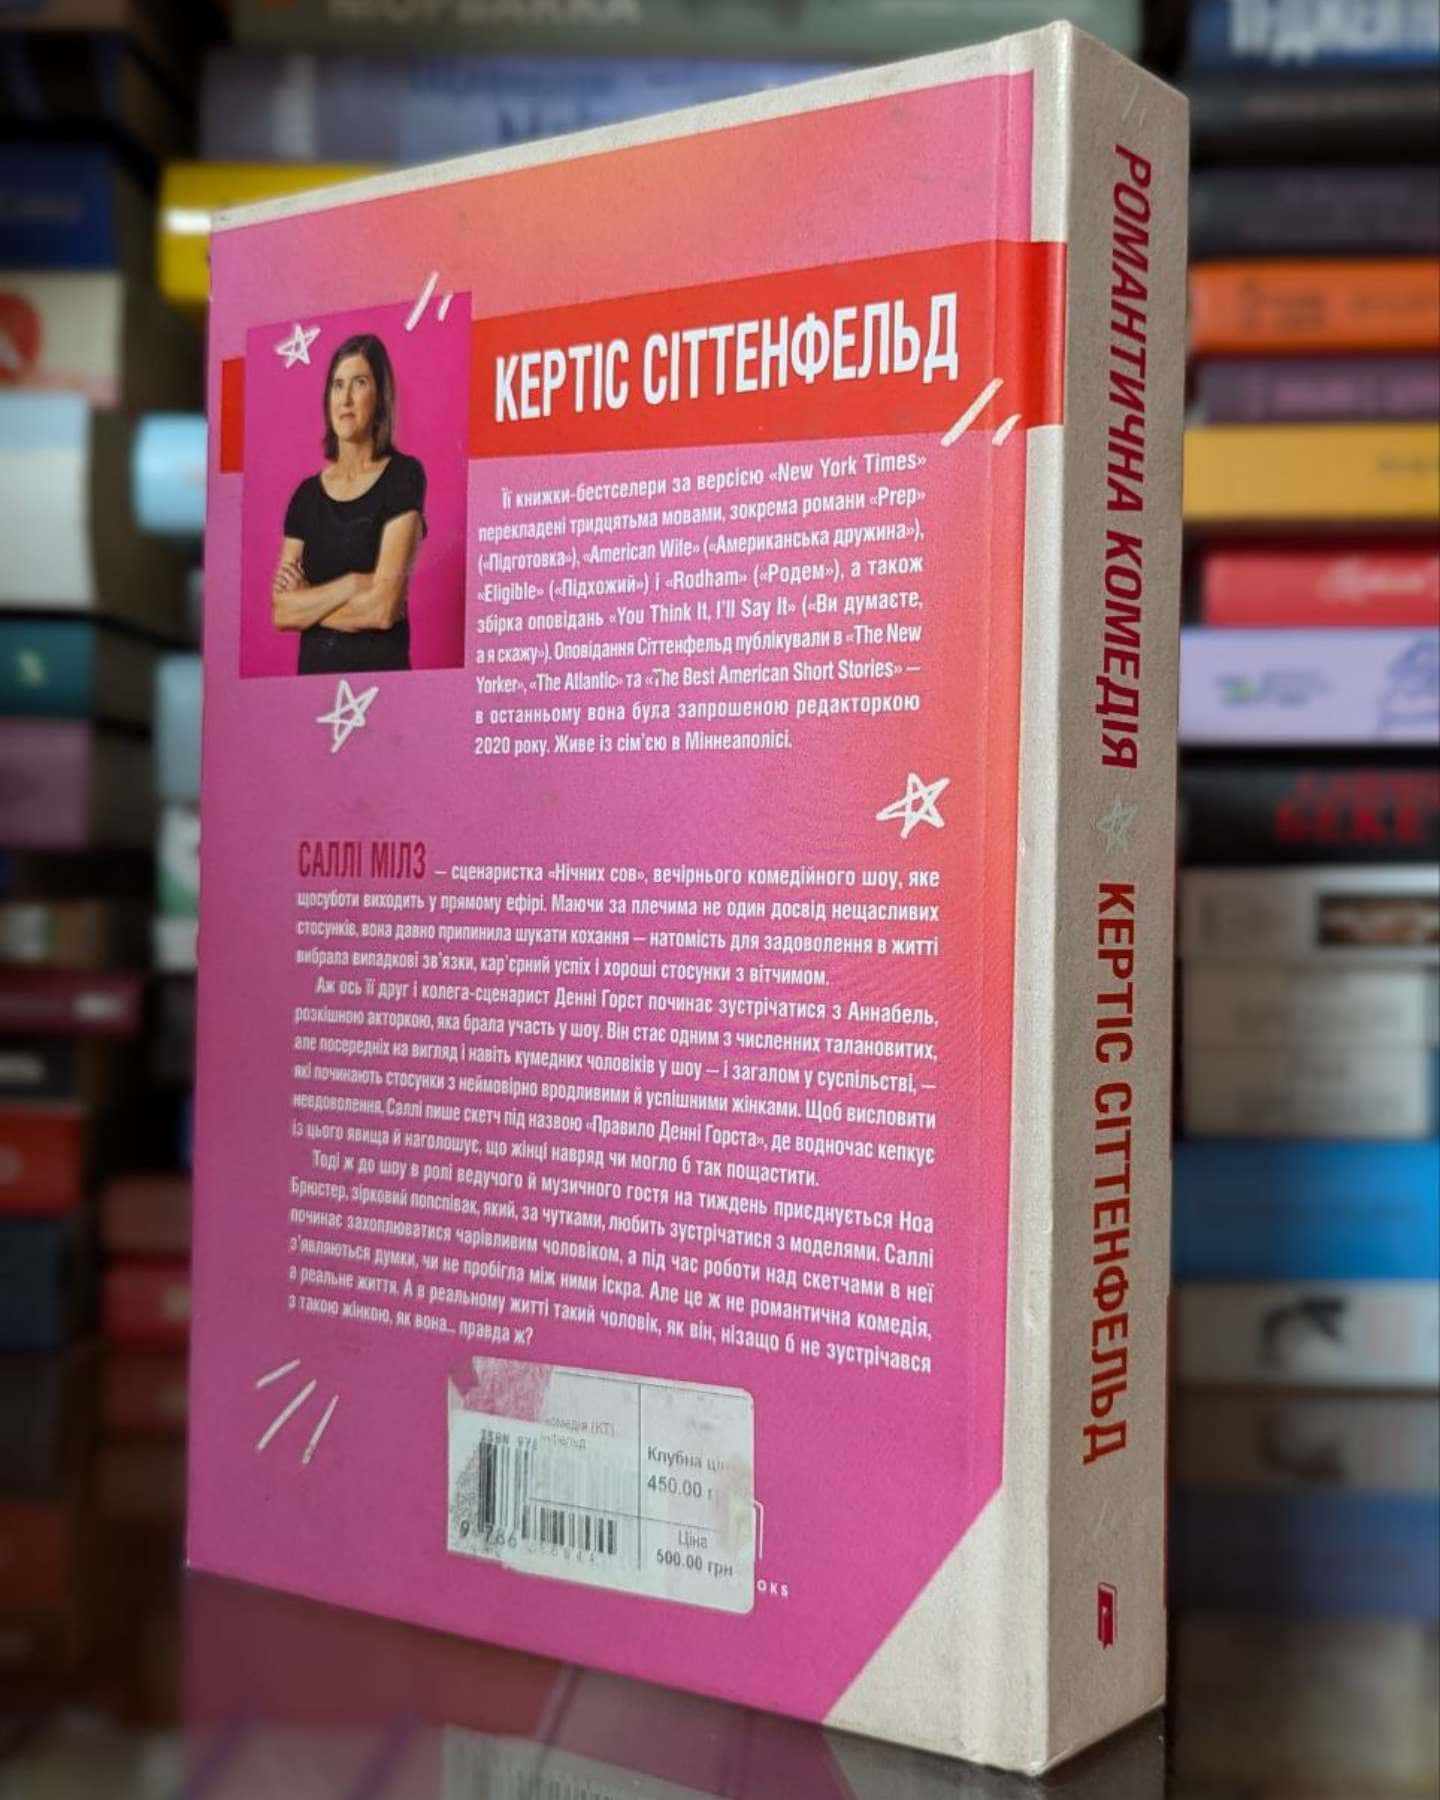 КЕРТІС СІТТЕНФЕЛЬД
Її книжки-бестселери за версією «New York Times»
перекладені тридцятьма мовами, зокрема романи «Prep»
(«Підготовка»), «American Wife» («Американська дружина»),
«Eligible» («Підхожий») і «Rodham» («Родем»), а також
збірка оповідань «You Think It, I'll Say It» («Ви думаєте,
а я скажу»). Оповідання Сіттенфельд публікували в «The New
Yorker», «The Atlantic» та «The Best American Short Stories» —
в останньому вона була запрошеною редакторкою
2020 року. Живе із сім'єю в Міннеаполісі.
САЛЛІ МІЛЗ — сценаристка «Нічних сов», вечірнього комедійного шоу, яке
щосуботи виходить у прямому ефірі. Маючи за плечима не один досвід нещасливих
стосунків, вона давно припинила шукати кохання — натомість для задоволення в житті
вибрала випадкові зв'язки, кар'єрний успіх і хороші стосунки з вітчимом.
Аж ось її друг і колега-сценарист Денні Горст починає зустрічатися з Аннабель,
розкішною акторкою, яка брала участь у шоу. Він стає одним з численних талановитих,
але посередніх на вигляд і навіть кумедних чоловіків у шоу — і загалом у суспільстві, —
які починають стосунки з неймовірно вродливими й успішними жінками. Щоб висловити
невдоволення, Саллі пише скетч під назвою «Правило Денні Горста», де водночас кепкує
із цього явища й наголошує, що жінці навряд чи могло б так пощастити.
Тоді ж до шоу в ролі ведучого й музичного гостя на тиждень приєднується Ноа
Брюстер, зірковий попспівак, який, за чутками, любить зустрічатися з моделями. Саллі
починає захоплюватися чарівливим чоловіком, а під час роботи над скетчами в неї
з'являються думки, чи не пробігла між ними іскра. Але це ж не романтична комедія,
а реальне життя. А в реальному житті такий чоловік, як він, нізащо б не зустрічався
з такою жінкою, як вона... правда ж?
комедія (КТ)
ISBN 978
Клубна ці
450.00 г
9 786
Ціна
500.00 грн
OKS
РОМАНТИЧНА КОМЕДІЯ
КЕРТІС СІТТЕНФЕЛЬД
БЕКЕ